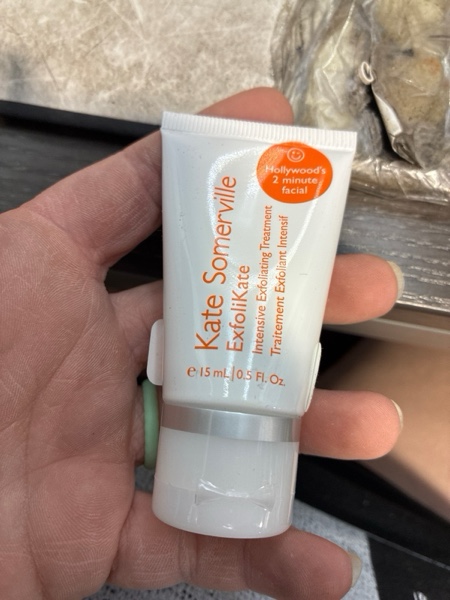 Hollywood's
2 minute
facial
Kate Somerville
ExfoliKate
Intensive Exfoliating Treatment
Traitement Exfoliant Intensif
℮ 15 mL | 0.5 Fl. Oz.